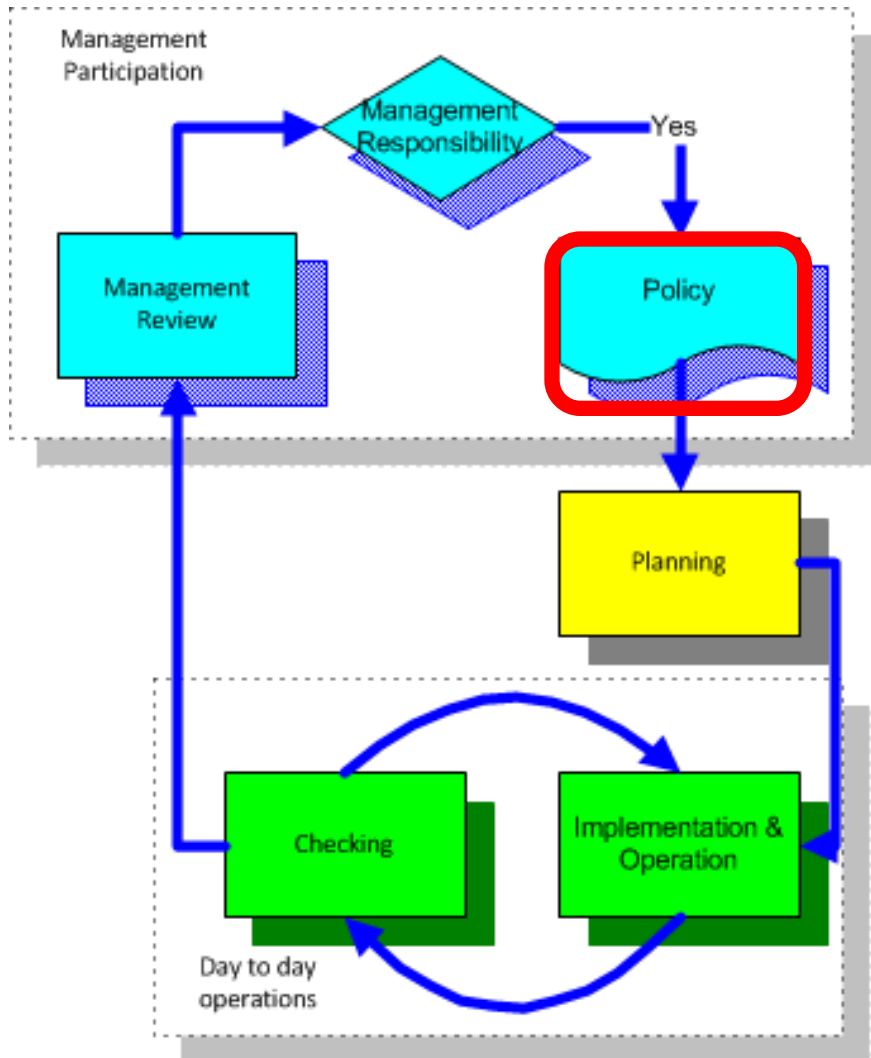 Management
Participation
Management
Responsibility
Yes
Management
Review
Policy
Planning
Checking
Implementation &
Operation
Day to day
operations